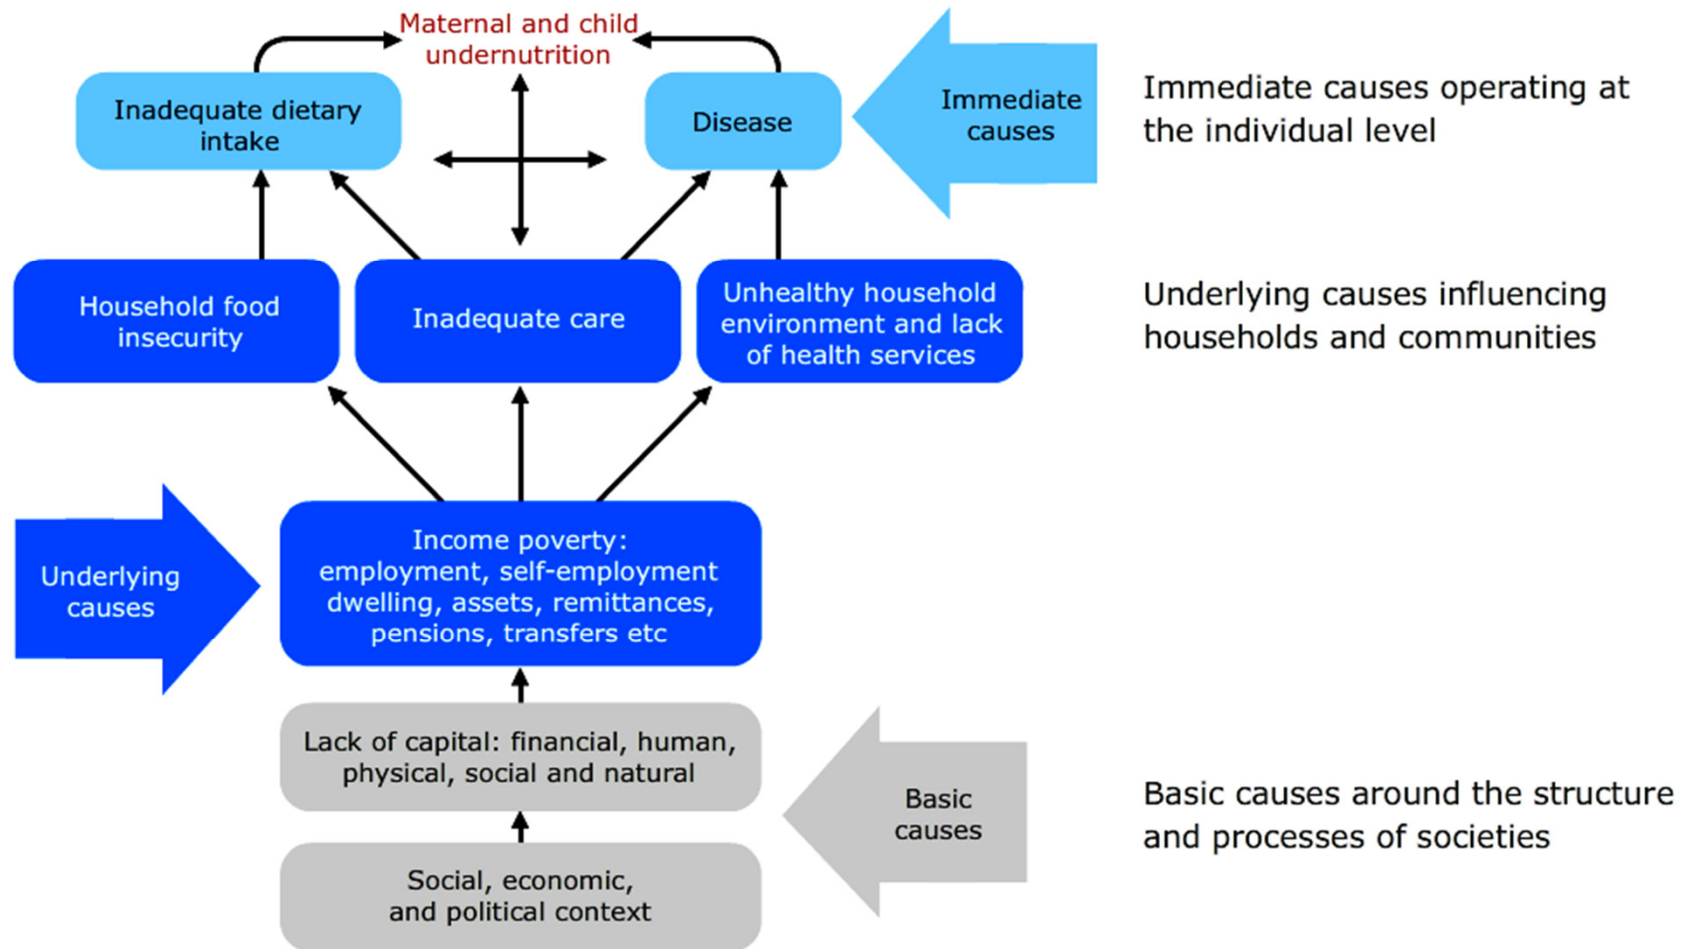 Maternal and child
undernutrition
Inadequate dietary
intake
Disease
Immediate
causes
Immediate causes operating at
the individual level
Household food
insecurity
Inadequate care
Unhealthy household
environment and lack
of health services
Underlying causes influencing
households and communities
Underlying
causes
Income poverty:
employment, self-employment
dwelling, assets, remittances,
pensions, transfers etc
Lack of capital: financial, human,
physical, social and natural
Basic
causes
Basic causes around the structure
and processes of societies
Social, economic,
and political context